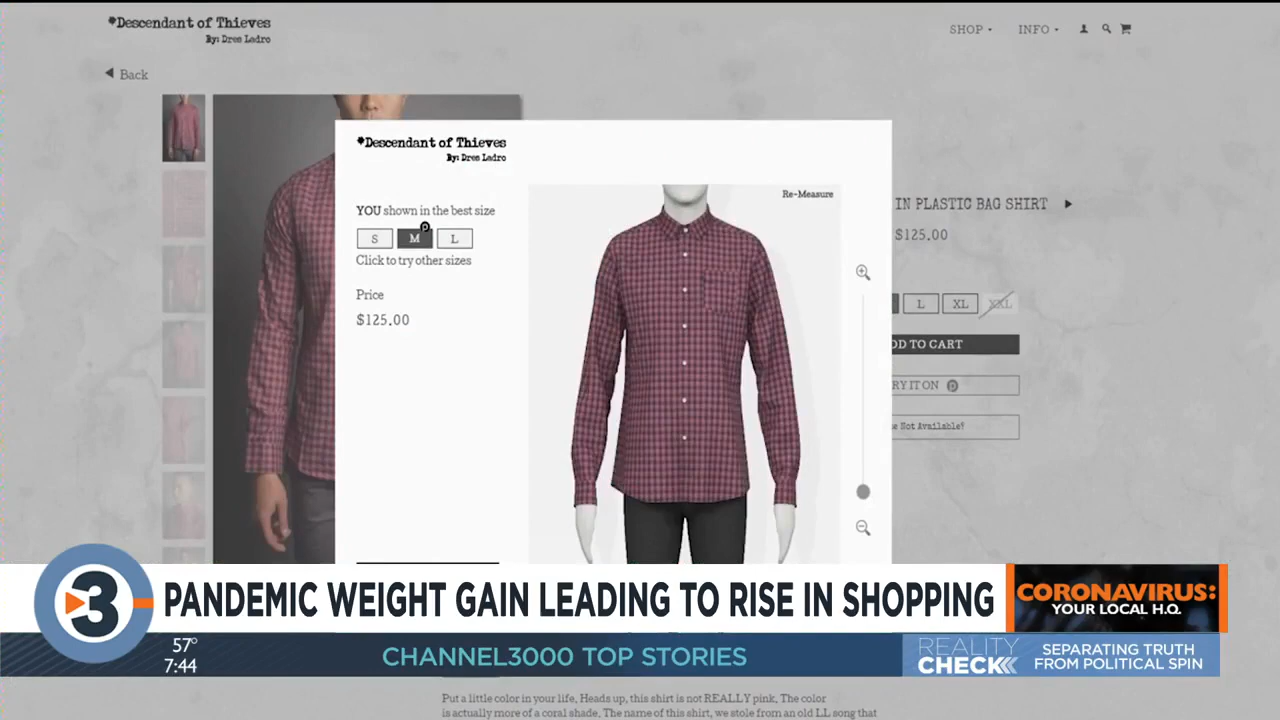 *Descendant of Thieves
By: Dres Ladro
SHOP
INFO
Back
*Descendant of Thieves
By: Dres Ladro
YOU shown in the best size
S M L
Click to try other sizes
Price
$125.00
Re-Measure
IN PLASTIC BAG SHIRT
$125.00
L XL XXL
DD TO CART
RY IT ON p
e Not Available!
3
PANDEMIC WEIGHT GAIN LEADING TO RISE IN SHOPPING
CORONAVIRUS:
YOUR LOCAL H.Q.
57°
7:44
CHANNEL3000 TOP STORIES
REALITY
CHECK
SEPARATING TRUTH
FROM POLITICAL SPIN
Put a little color in your life. Heads up, this shirt is not REALLY pink. The color
is actually more of a coral shade. The name of this shirt, we stole from an old LL song that